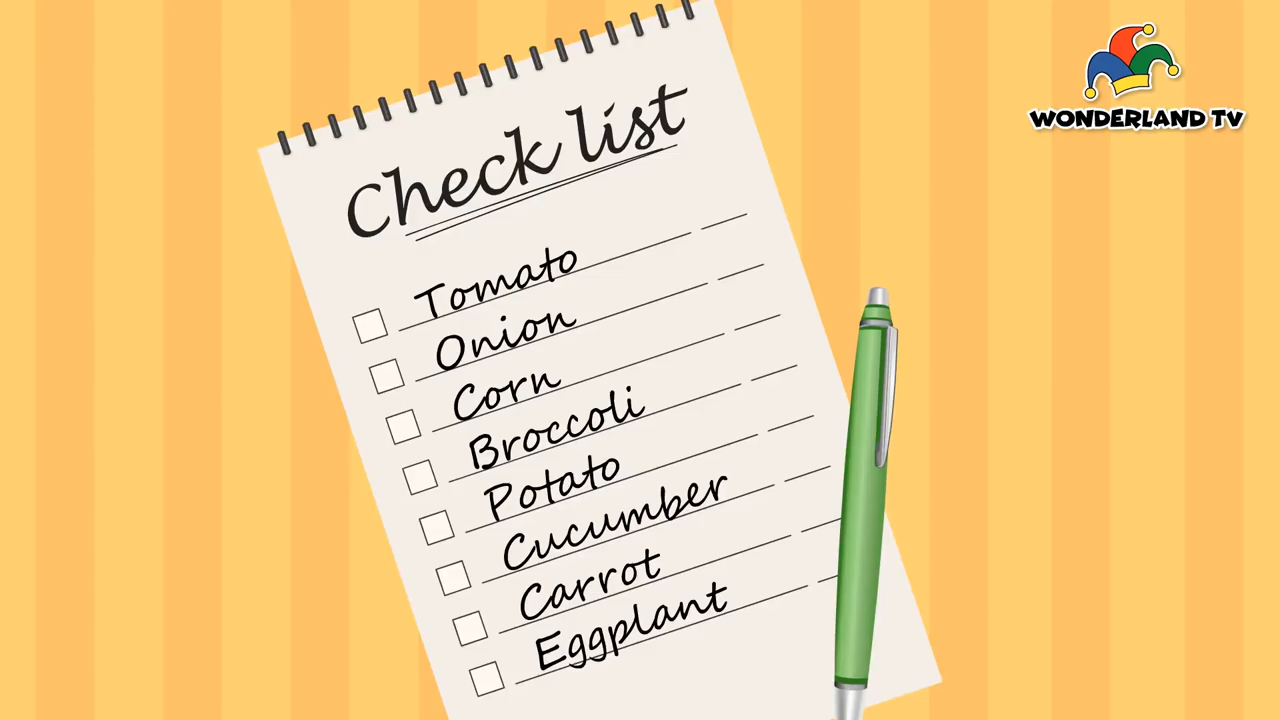 WONDERLAND TV
Check list
Tomato
Onion
Corn
Broccoli
Potato
Cucumber
Carrot
Eggplant